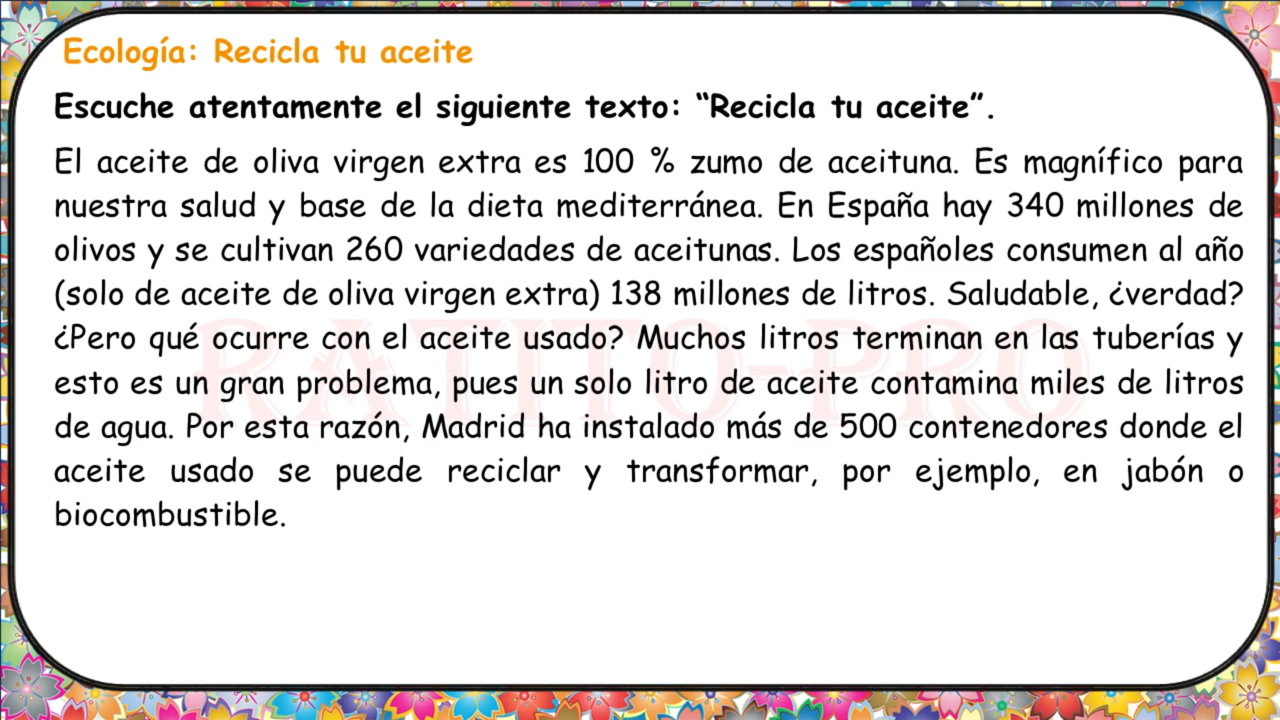 Ecología: Recicla tu aceite
Escuche atentamente el siguiente texto: “Recicla tu aceite”.
El aceite de oliva virgen extra es 100 % zumo de aceituna. Es magnífico para
nuestra salud y base de la dieta mediterránea. En España hay 340 millones de
olivos y se cultivan 260 variedades de aceitunas. Los españoles consumen al año
(solo de aceite de oliva virgen extra) 138 millones de litros. Saludable, ¿verdad?
¿Pero qué ocurre con el aceite usado? Muchos litros terminan en las tuberías y
esto es un gran problema, pues un solo litro de aceite contamina miles de litros
de agua. Por esta razón, Madrid ha instalado más de 500 contenedores donde el
aceite usado se puede reciclar y transformar, por ejemplo, en jabón o
biocombustible.
RATITO-PRO